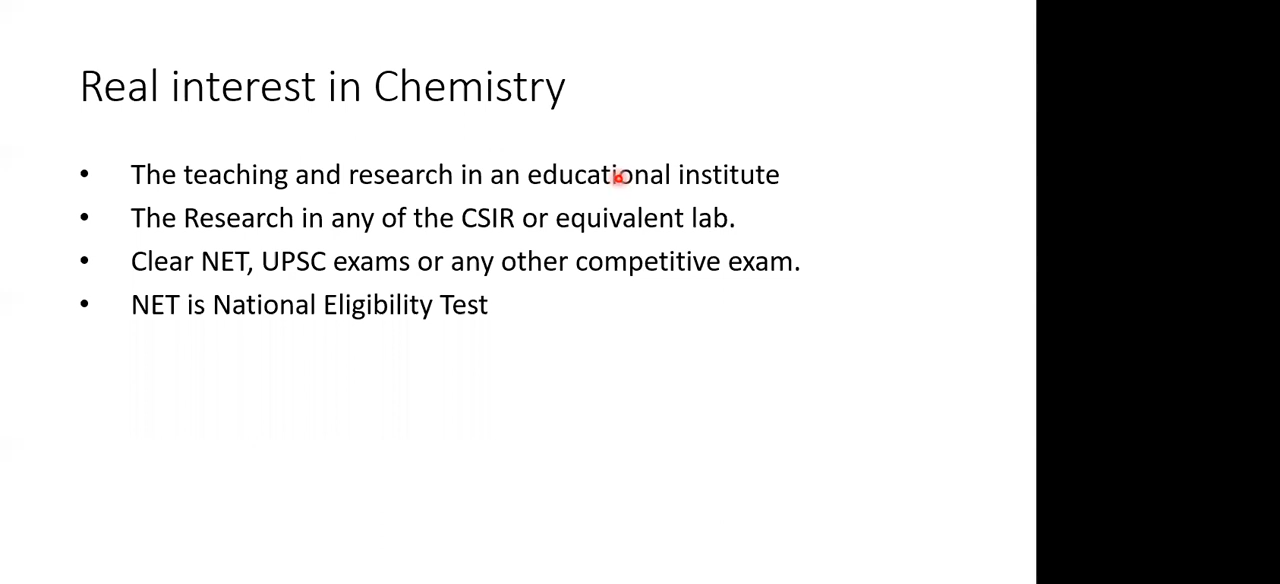 Real interest in Chemistry
• The teaching and research in an educational institute
• The Research in any of the CSIR or equivalent lab.
• Clear NET, UPSC exams or any other competitive exam.
• NET is National Eligibility Test